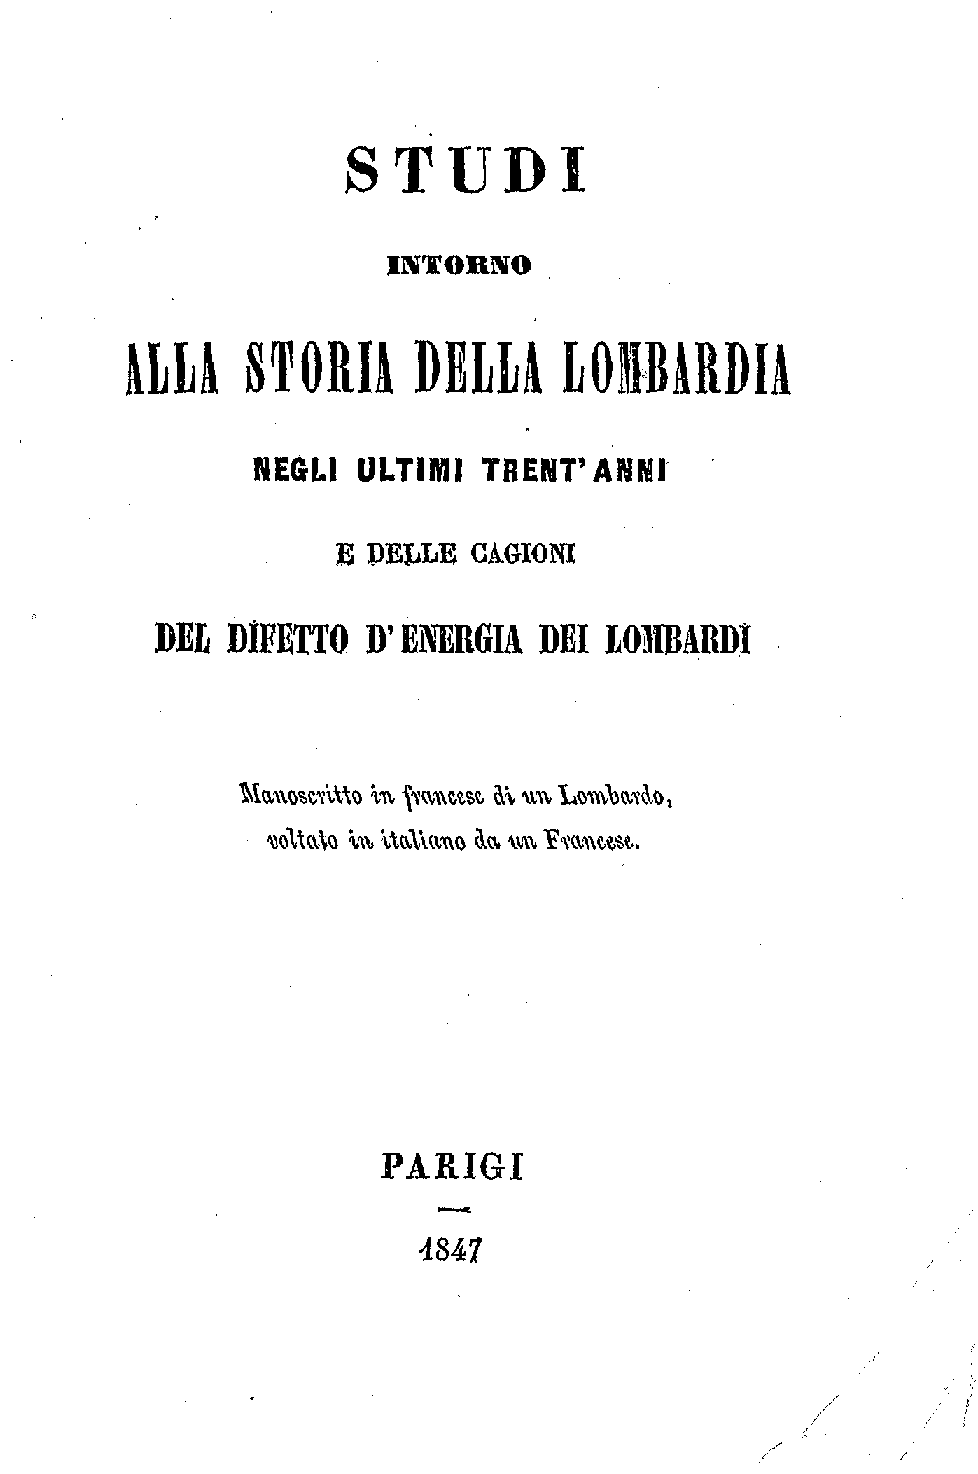 STUDI
INTORNO
ALLA STORIA DELLA LOMBARDIA
NEGLI ULTIMI TRENT'ANNI
E DELLE CAGIONI
DEL DIFETTO D'ENERGIA DEI LOMBARDI
Manoscritto in francese di un Lombardo,
voltato in italiano da un Francese.
PARIGI
1847